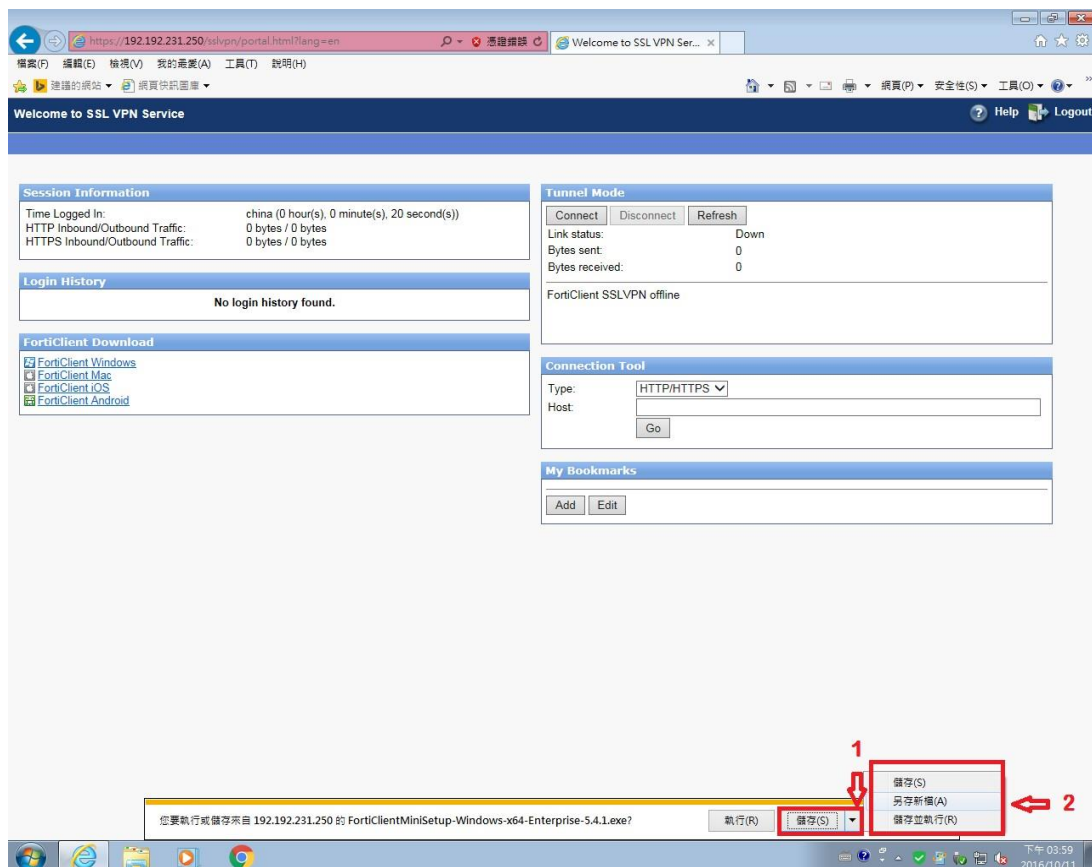 https://192.192.231.250/sslvpn/portal.html?lang=en
憑證錯誤
Welcome to SSL VPN Ser...
檔案(F) 編輯(E) 檢視(V) 我的最愛(A) 工具(T) 說明(H)
建議的網站 網頁快訊圖庫
網頁(P) 安全性(S) 工具(O)
Welcome to SSL VPN Service
Help Logout
Session Information
Time Logged In: china (0 hour(s), 0 minute(s), 20 second(s))
HTTP Inbound/Outbound Traffic: 0 bytes / 0 bytes
HTTPS Inbound/Outbound Traffic: 0 bytes / 0 bytes
Login History
No login history found.
FortiClient Download
FortiClient Windows
FortiClient Mac
FortiClient iOS
FortiClient Android
Tunnel Mode
Connect Disconnect Refresh
Link status: Down
Bytes sent: 0
Bytes received: 0
FortiClient SSLVPN offline
Connection Tool
Type: HTTP/HTTPS
Host:
Go
My Bookmarks
Add Edit
1
儲存(S)
另存新檔(A)
儲存並執行(R)
2
您要執行或儲存來自 192.192.231.250 的 FortiClientMiniSetup-Windows-x64-Enterprise-5.4.1.exe?
執行(R) 儲存(S)
下午 03:59
2016/10/11